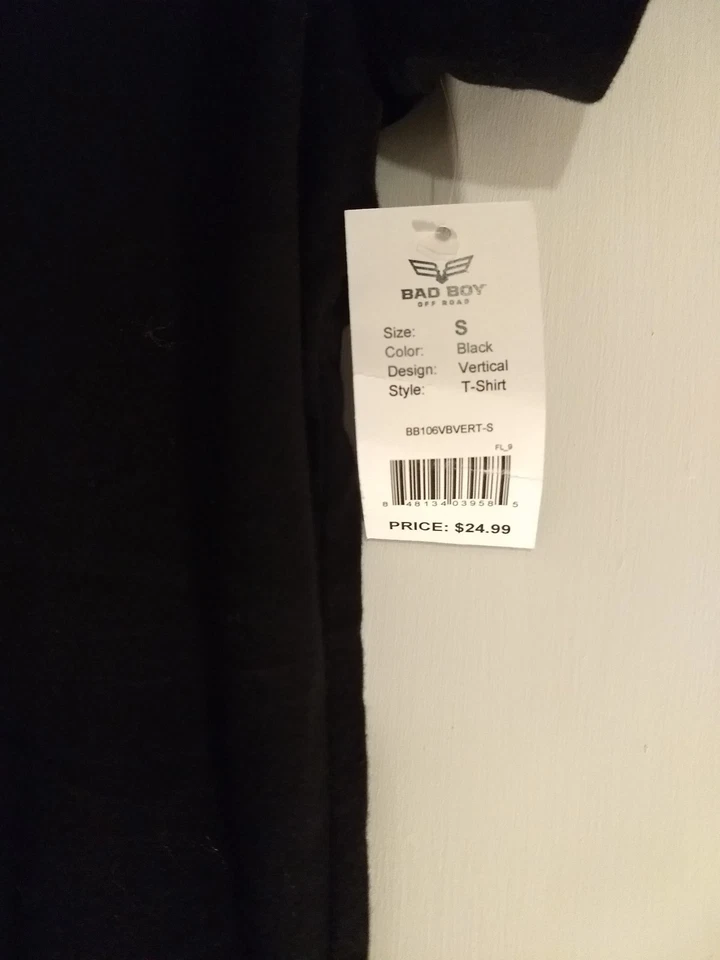 BAD BOY
OFF ROAD
Size: S
Color: Black
Design: Vertical
Style: T-Shirt
BB106VBVERT-S
FL_9
8 48134 03958 5
PRICE: $24.99